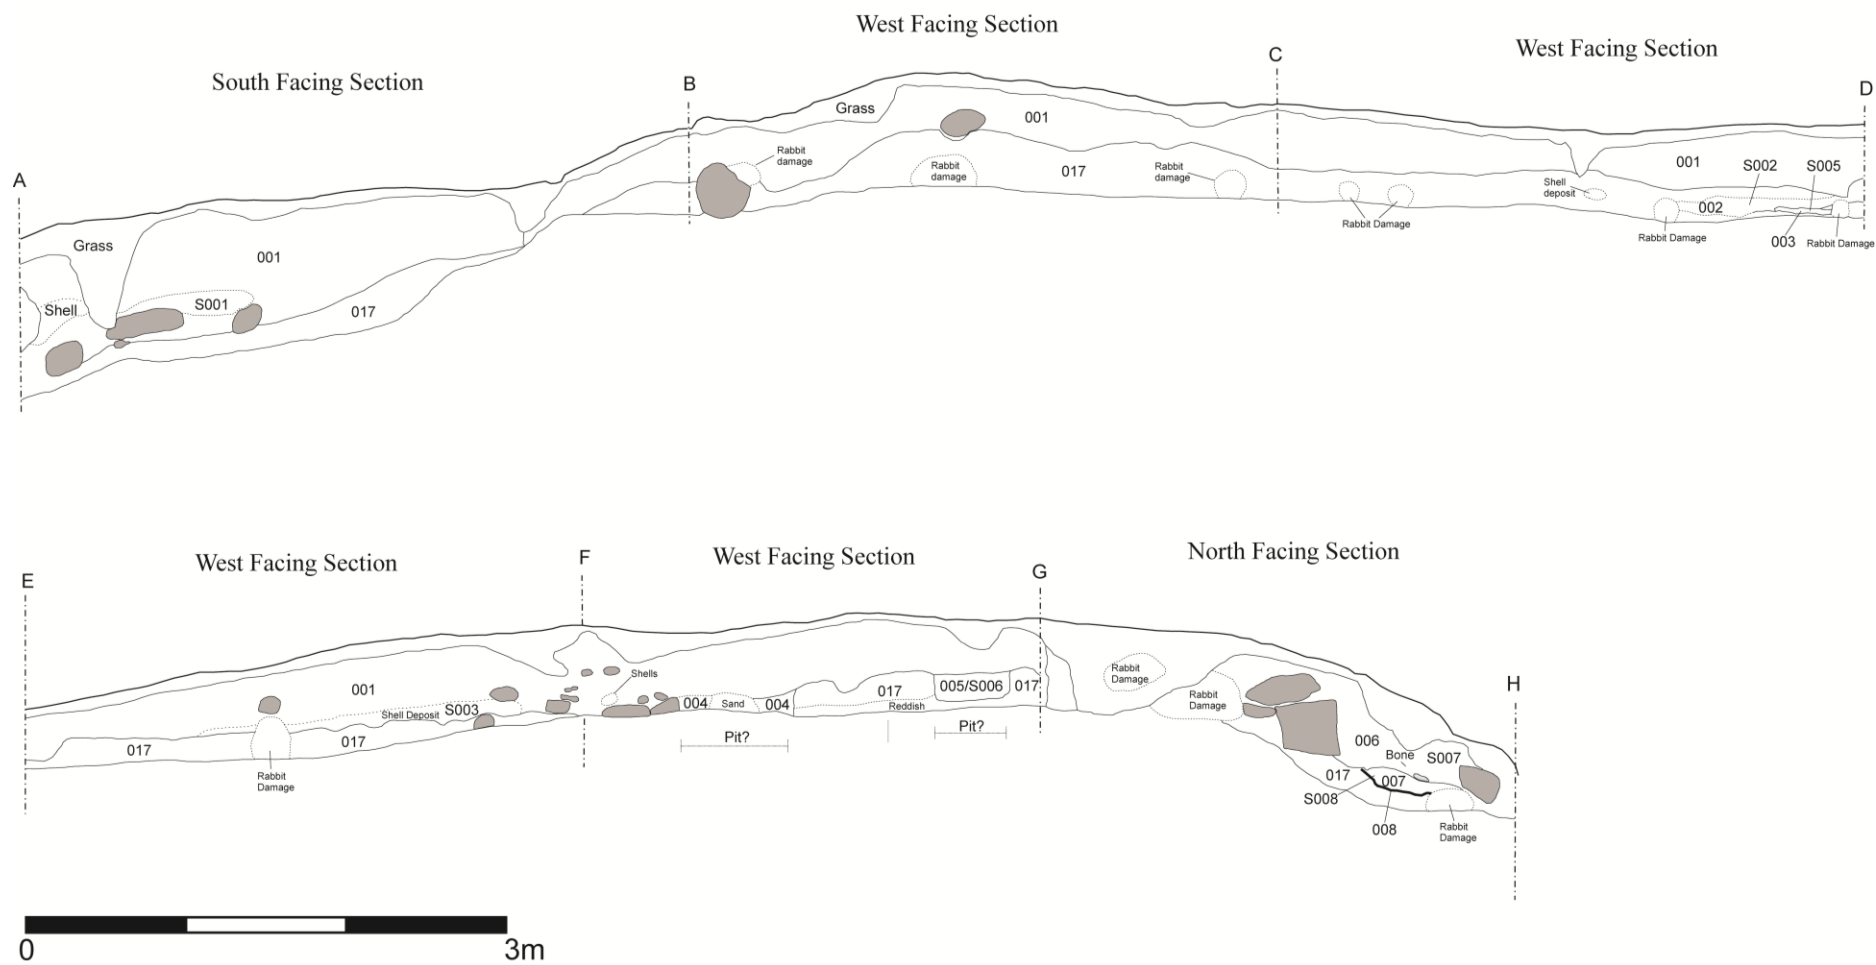 South Facing Section
West Facing Section
West Facing Section
A
B
C
D
Grass
001
Shell
S001
017
Rabbit
damage
Grass
001
Rabbit
damage
017
Rabbit
damage
Rabbit Damage
Shell
deposit
001
S002
S005
002
Rabbit Damage
003
Rabbit Damage
West Facing Section
West Facing Section
North Facing Section
E
F
G
H
001
Shell Deposit
S003
017
017
Rabbit
Damage
Shells
004
Sand
004
017
Reddish
005/S006
017
Pit?
Pit?
Rabbit
Damage
Rabbit
Damage
006
Bone
S007
017
007
S008
008
Rabbit
Damage
0
3m